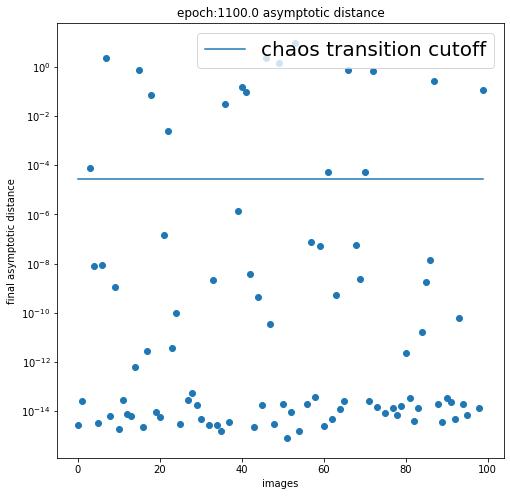 epoch:1100.0 asymptotic distance
chaos transition cutoff
final asymptotic distance
10^0
10^-2
10^-4
10^-6
10^-8
10^-10
10^-12
10^-14
0 20 40 60 80 100
images